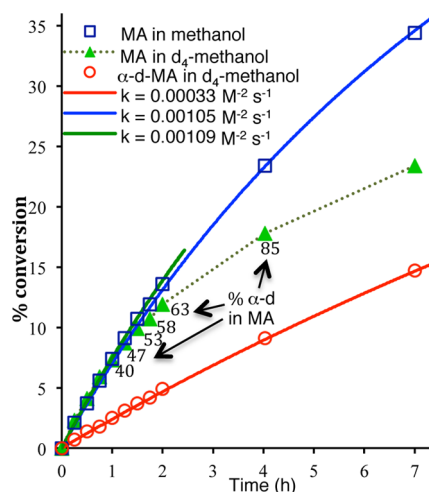 35
30
25
20
15
10
5
0
% conversion
MA in methanol
MA in d₄-methanol
α-d-MA in d₄-methanol
k = 0.00033 M⁻² s⁻¹
k = 0.00105 M⁻² s⁻¹
k = 0.00109 M⁻² s⁻¹
85
63
58
53
47
40
% α-d
in MA
0
1
2
3
4
5
6
7
Time (h)